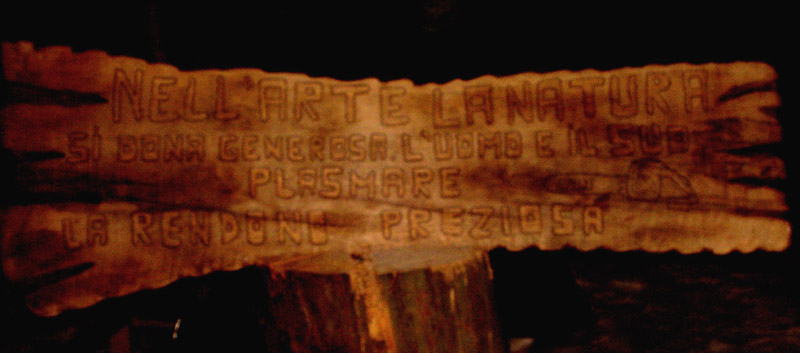 NELL'ARTE LA NATURA
SI DONA GENEROSA. L'UOMO E IL SUO
PLASMARE
LA RENDONO PREZIOSA